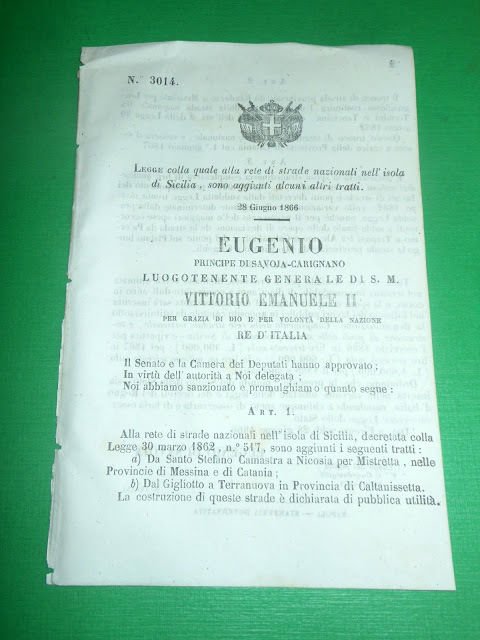 N.° 3014.
LEGGE colla quale alla rete di strade nazionali nell'isola
di Sicilia, sono aggiunti alcuni altri tratti.
28 Giugno 1866
EUGENIO
PRINCIPE DI SAVOJA-CARIGNANO
LUOGOTENENTE GENERALE DI S. M.
VITTORIO EMANUELE II
PER GRAZIA DI DIO E PER VOLONTÀ DELLA NAZIONE
RE D'ITALIA
Il Senato e la Camera dei Deputati hanno approvato;
In virtù dell'autorità a Noi delegata;
Noi abbiamo sanzionato e promulghiamo quanto segue:
ART. 1.
Alla rete di strade nazionali nell'isola di Sicilia, decretata colla
Legge 30 marzo 1862, n.° 517, sono aggiunti i seguenti tratti:
a) Da Santo Stefano Camastra a Nicosia per Mistretta, nelle
Provincie di Messina e di Catania;
b) Dal Gigliotto a Terranuova in Provincia di Caltanissetta.
La costruzione di queste strade è dichiarata di pubblica utilità.